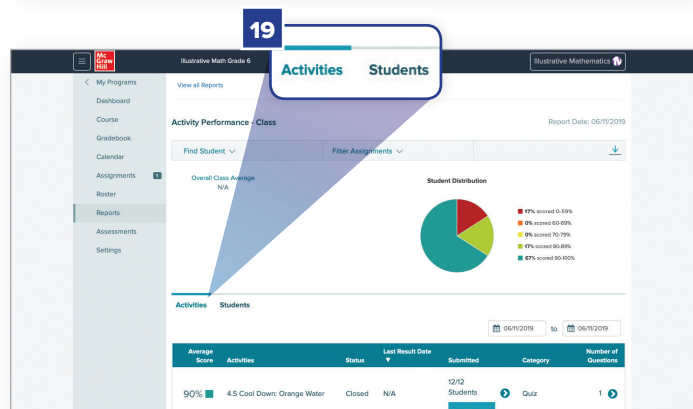 19
Activities Students
Mc Graw Hill
Illustrative Math Grade 6
Illustrative Mathematics
My Programs
Dashboard
Course
Gradebook
Calendar
Assignments 1
Roster
Reports
Assessments
Settings
View all Reports
Activity Performance - Class
Report Date: 06/11/2019
Find Student
Filter Assignments
Overall Class Average
N/A
Student Distribution
17% scored 0-59%
0% scored 60-69%
0% scored 70-79%
17% scored 80-89%
67% scored 90-100%
Activities Students
06/11/2019 to 06/11/2019
Average Score Activities Status Last Result Date ▼ Submitted Category Number of Questions
90% 4.5 Cool Down: Orange Water Closed N/A 12/12 Students Quiz 1